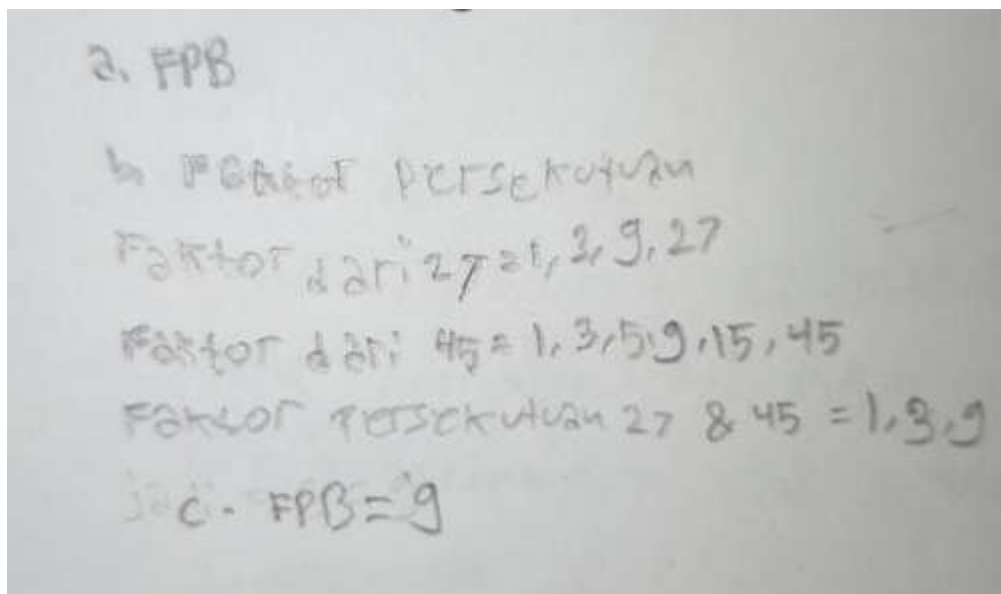 a. FPB
b. Faktor persekutuan
Faktor dari 27 = 1, 3, 9, 27
Faktor dari 45 = 1, 3, 5, 9, 15, 45
Faktor persekutuan 27 & 45 = 1, 3, 9
c. FPB = 9